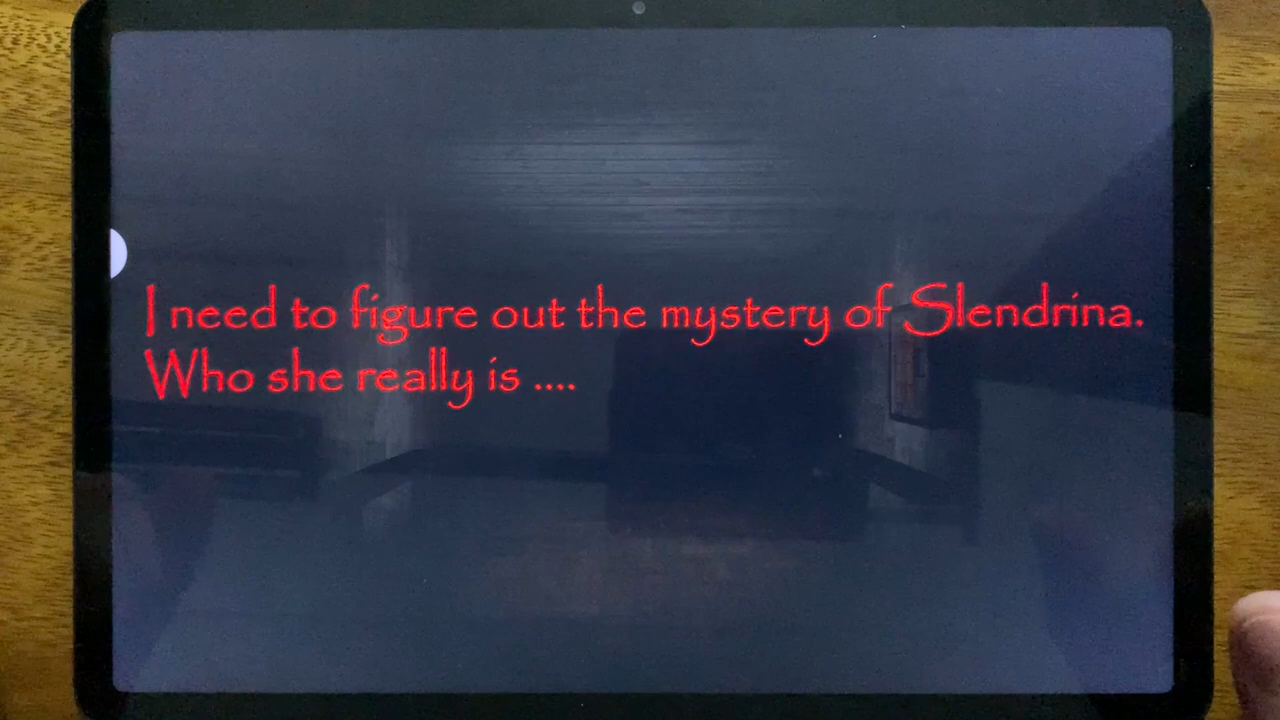 I need to figure out the mystery of Slendrina.
Who she really is ....